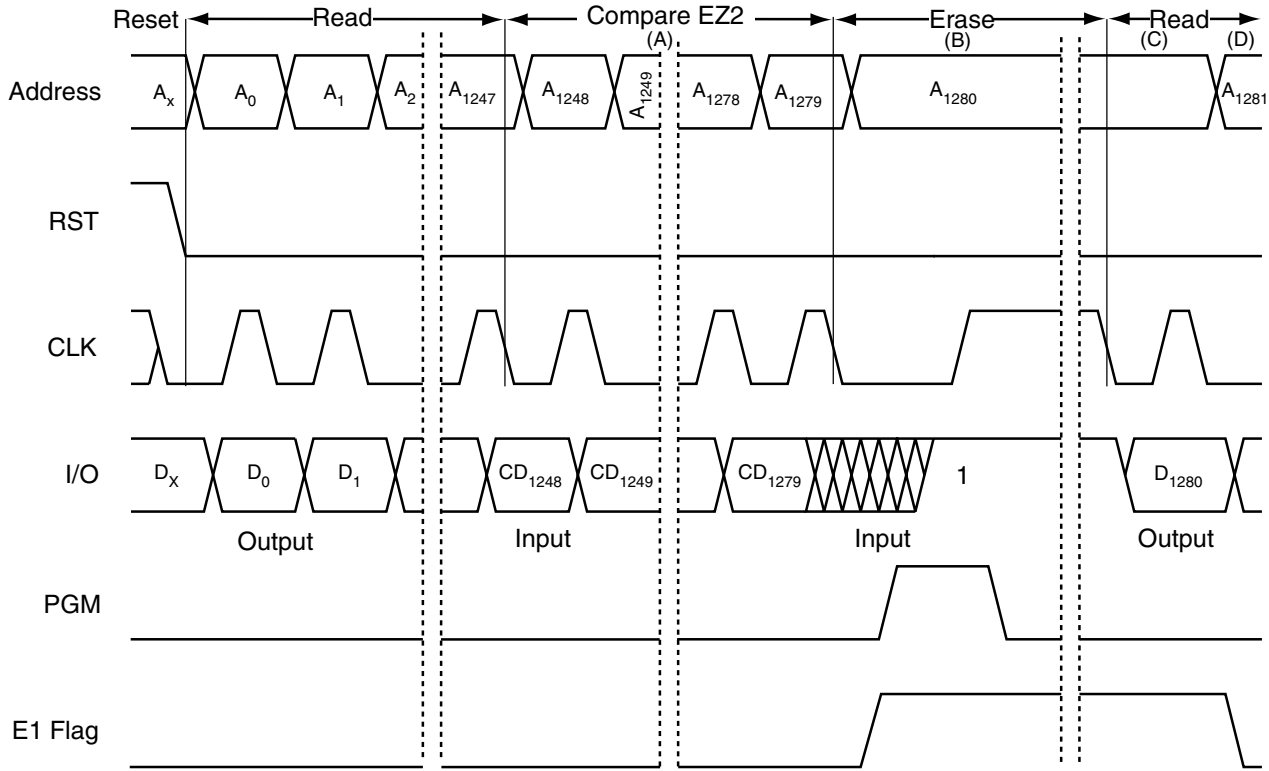 Reset Read Compare EZ2 Erase Read
(A) (B) (C) (D)
Address Ax A0 A1 A2 A1247 A1248 A1249 A1278 A1279 A1280 A1281
RST
CLK
I/O DX D0 D1 CD1248 CD1249 CD1279 1 D1280
Output Input Input Output
PGM
E1 Flag